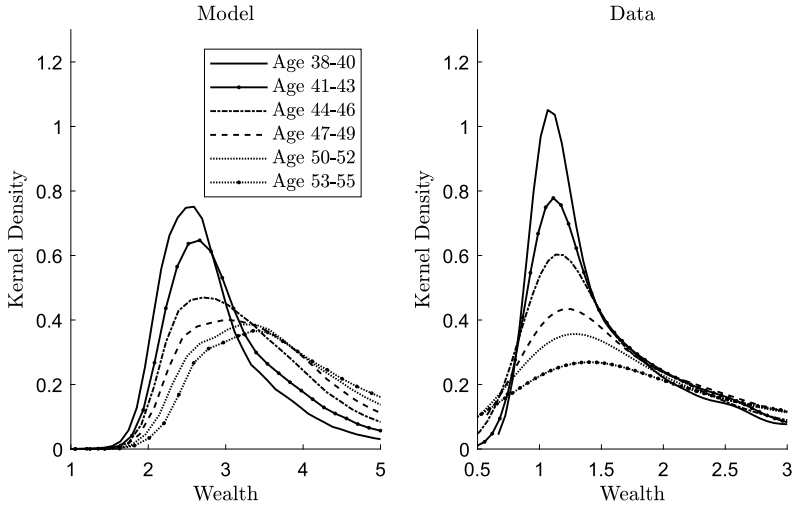 Model
Kernel Density
1.2
1
0.8
0.6
0.4
0.2
0
1
2
3
4
5
Wealth
Age 38-40
Age 41-43
Age 44-46
Age 47-49
Age 50-52
Age 53-55
Data
Kernel Density
1.2
1
0.8
0.6
0.4
0.2
0
0.5
1
1.5
2
2.5
3
Wealth